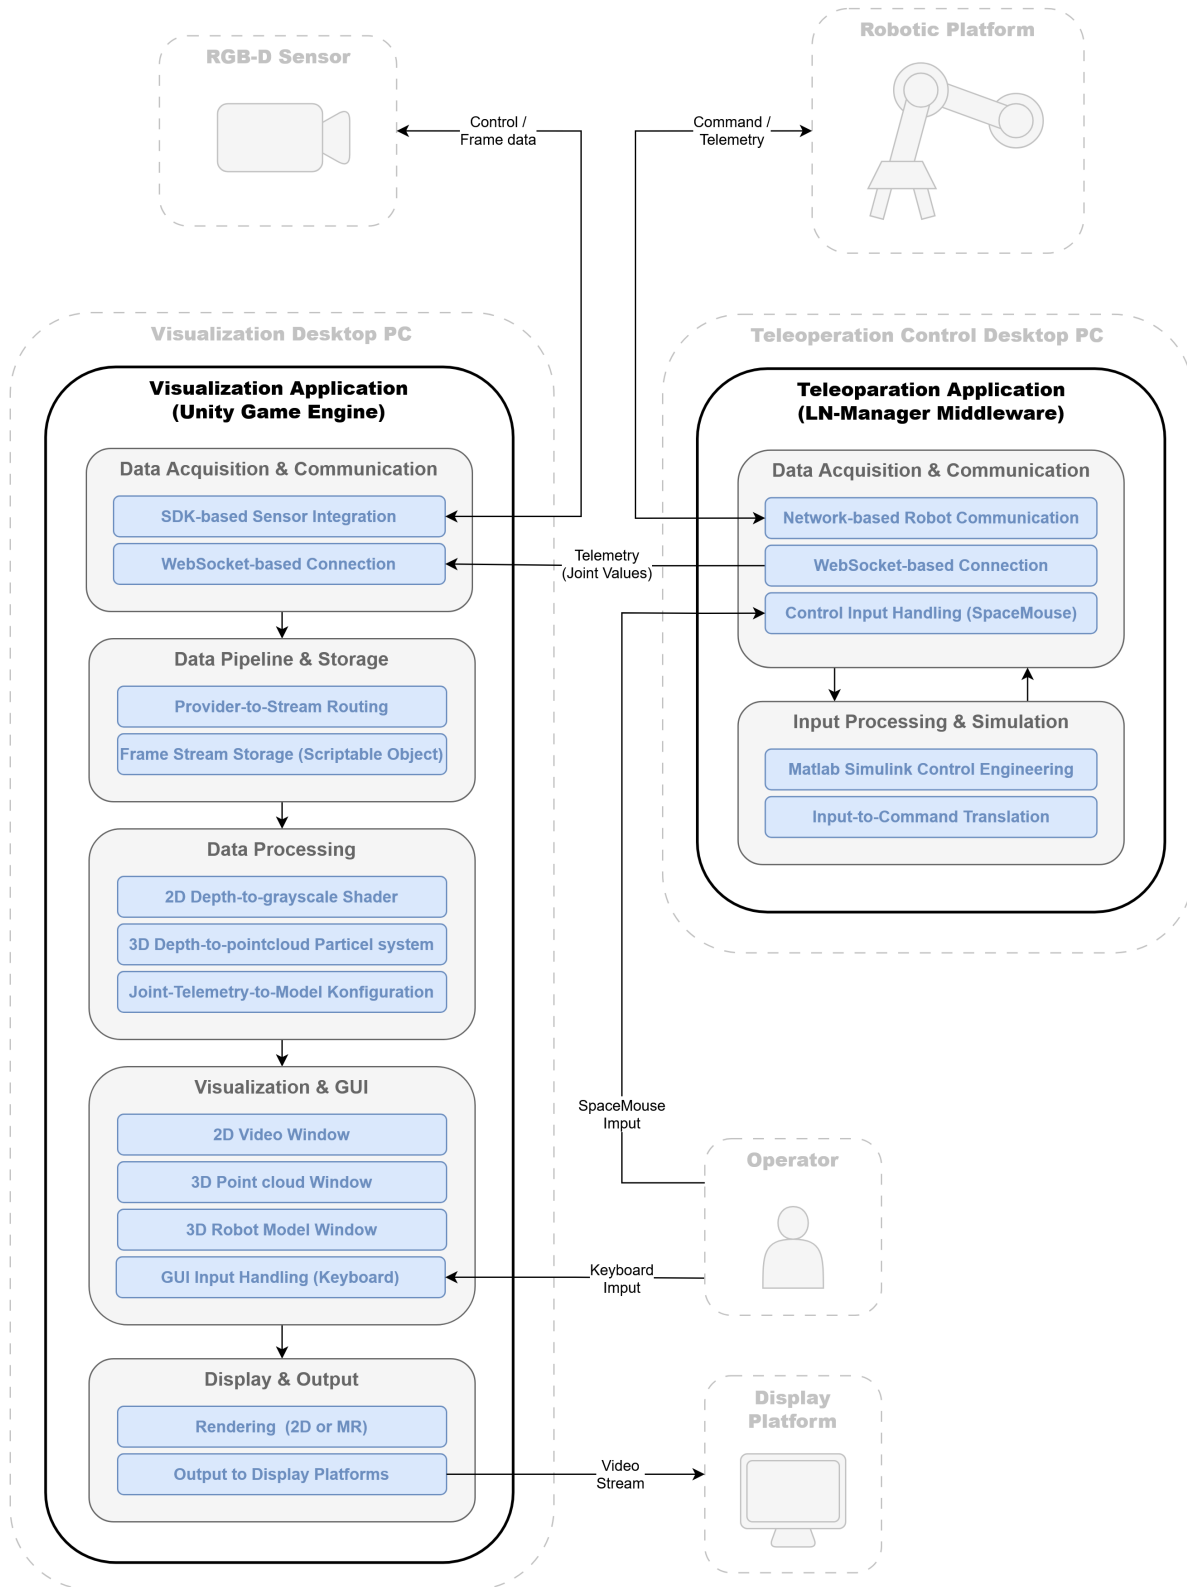 RGB-D Sensor
Robotic Platform
Control /
Frame data
Command /
Telemetry
Visualization Desktop PC
Visualization Application
(Unity Game Engine)
Data Acquisition & Communication
SDK-based Sensor Integration
WebSocket-based Connection
Data Pipeline & Storage
Provider-to-Stream Routing
Frame Stream Storage (Scriptable Object)
Data Processing
2D Depth-to-grayscale Shader
3D Depth-to-pointcloud Particel system
Joint-Telemetry-to-Model Konfiguration
Visualization & GUI
2D Video Window
3D Point cloud Window
3D Robot Model Window
GUI Input Handling (Keyboard)
Display & Output
Rendering  (2D or MR)
Output to Display Platforms
Telemetry
(Joint Values)
Teleoperation Control Desktop PC
Teleoparation Application
(LN-Manager Middleware)
Data Acquisition & Communication
Network-based Robot Communication
WebSocket-based Connection
Control Input Handling (SpaceMouse)
Input Processing & Simulation
Matlab Simulink Control Engineering
Input-to-Command Translation
SpaceMouse
Imput
Operator
Keyboard
Imput
Display
Platform
Video
Stream